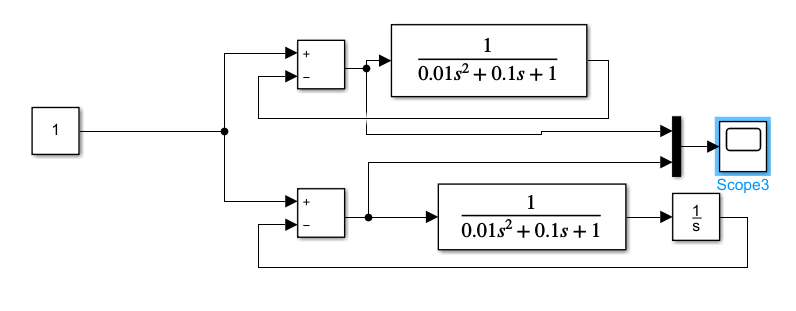 1
+
−
1
0.01s² + 0.1s + 1
Scope3
+
−
1
0.01s² + 0.1s + 1
1
s